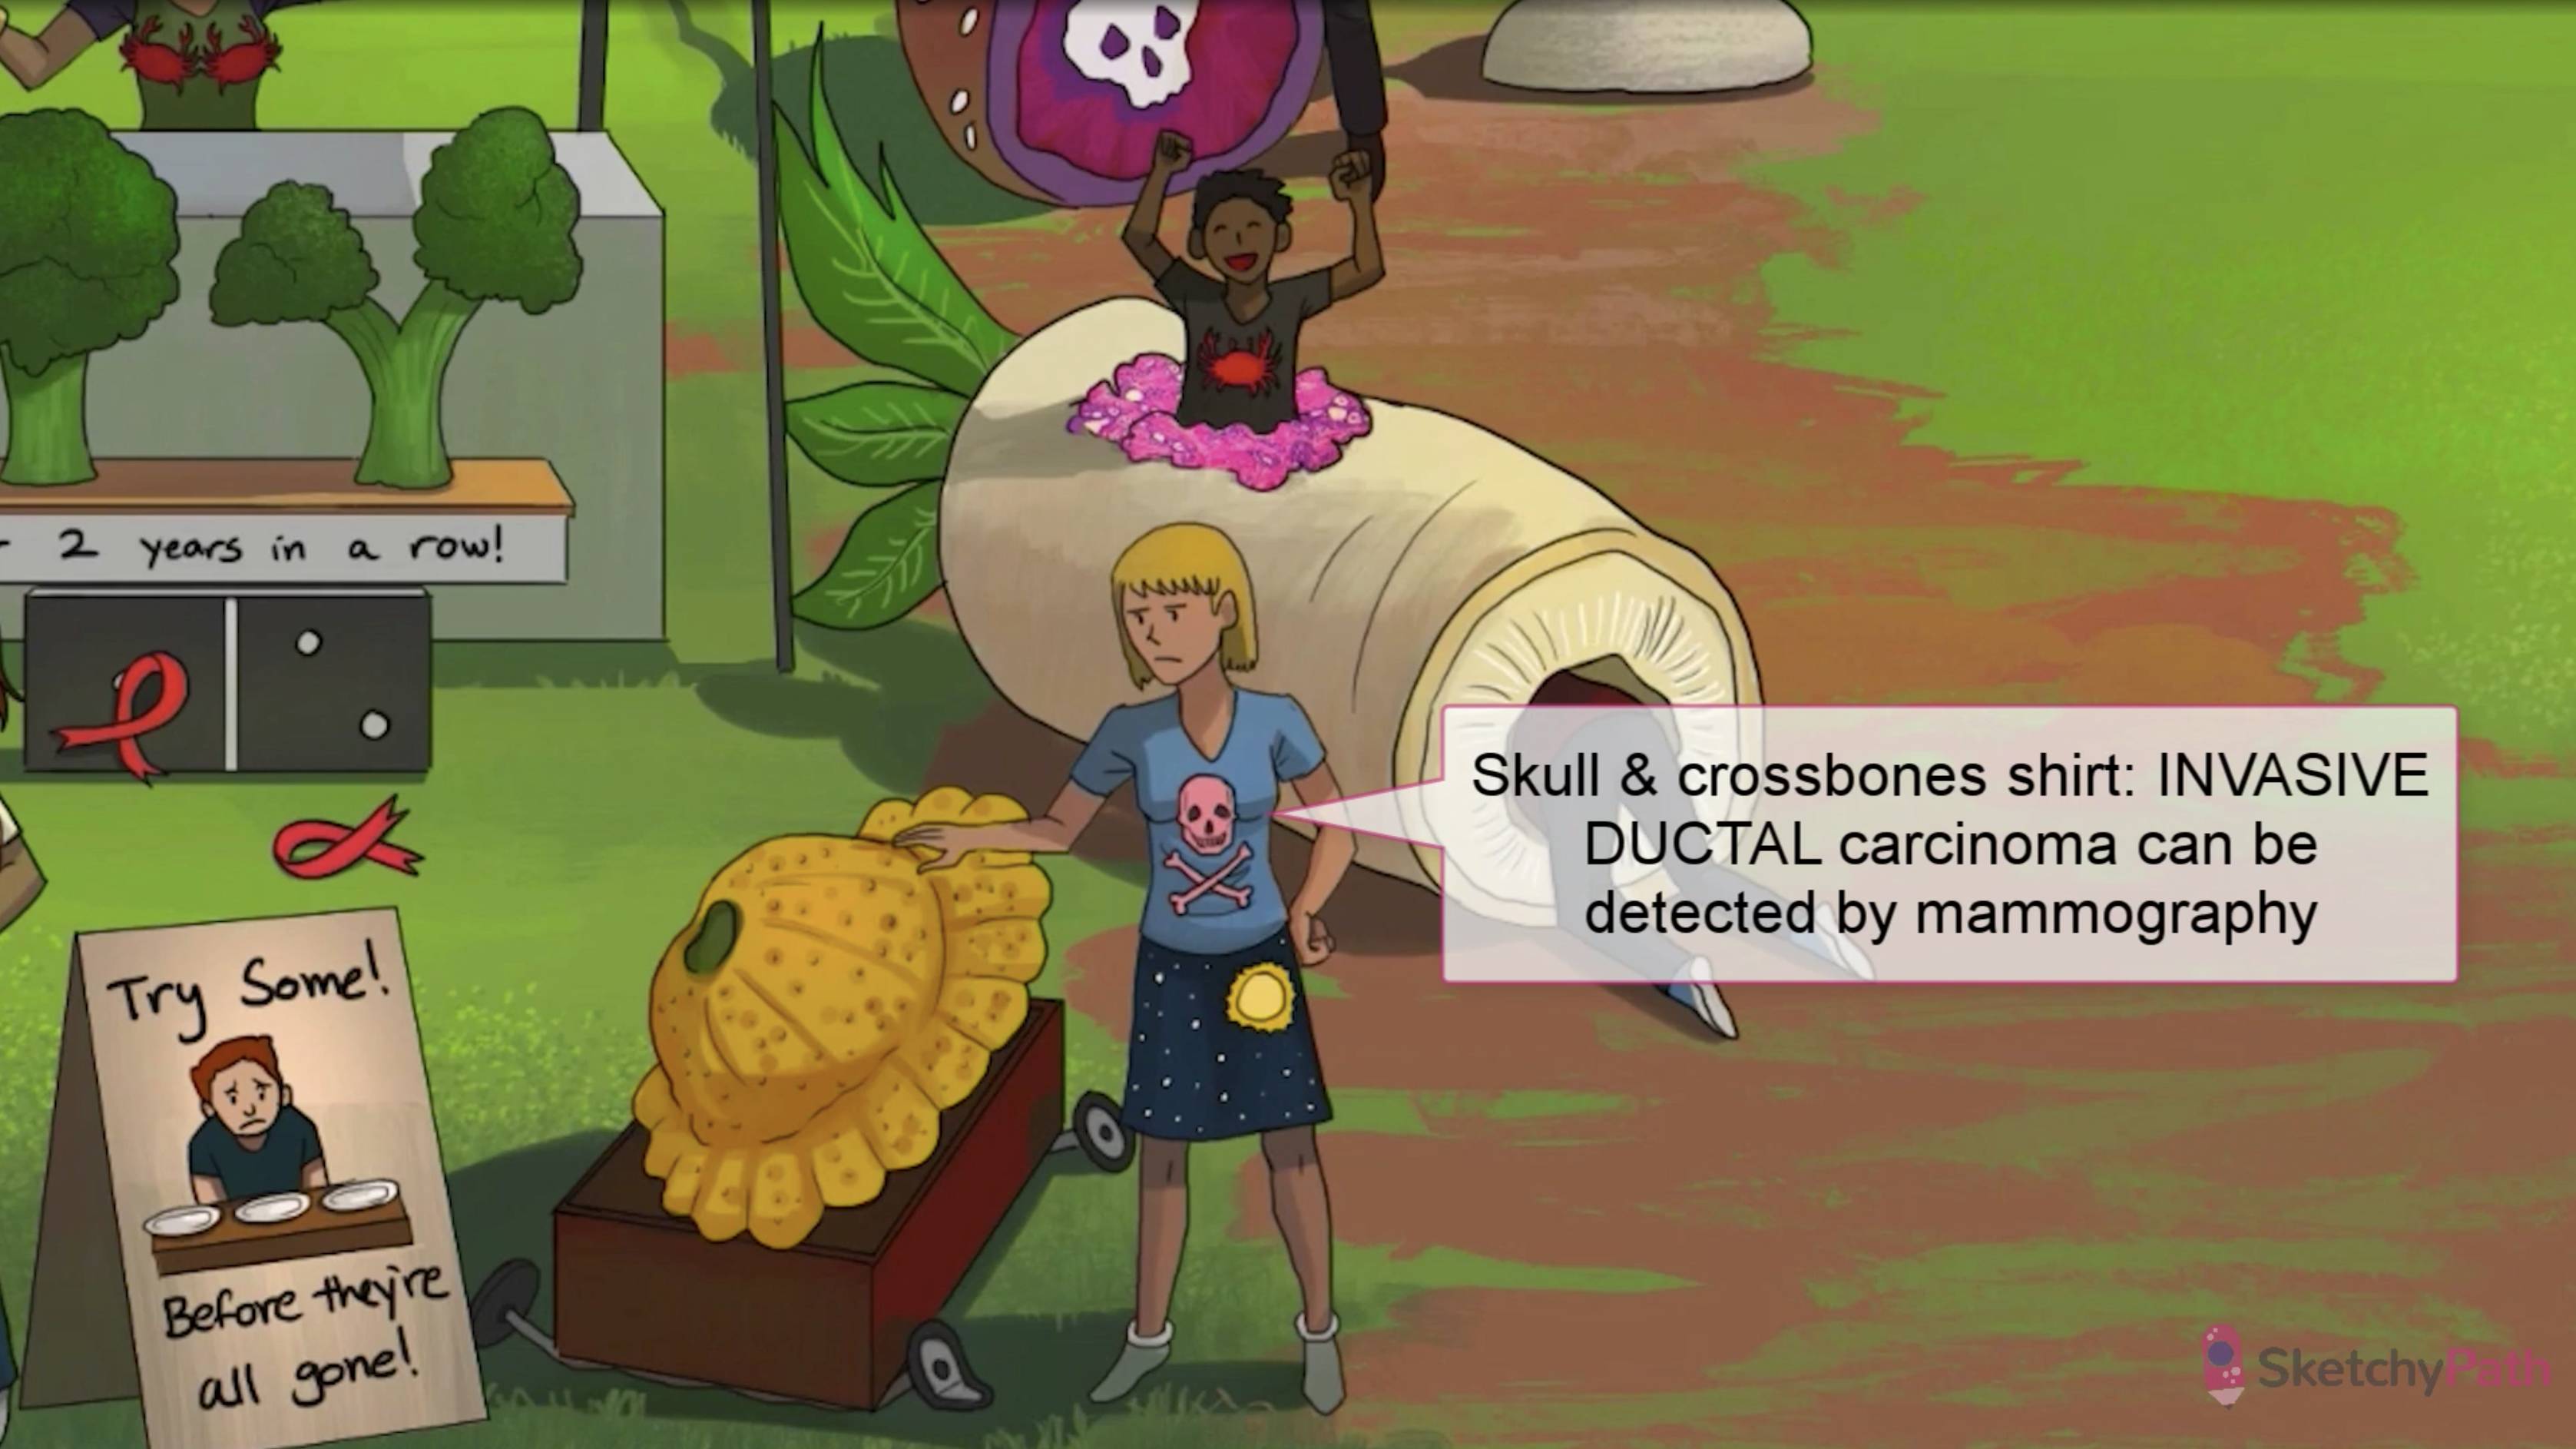 2 years in a row!
Skull & crossbones shirt: INVASIVE
DUCTAL carcinoma can be
detected by mammography
Try Some!
Before they're
all gone!
SketchyPath